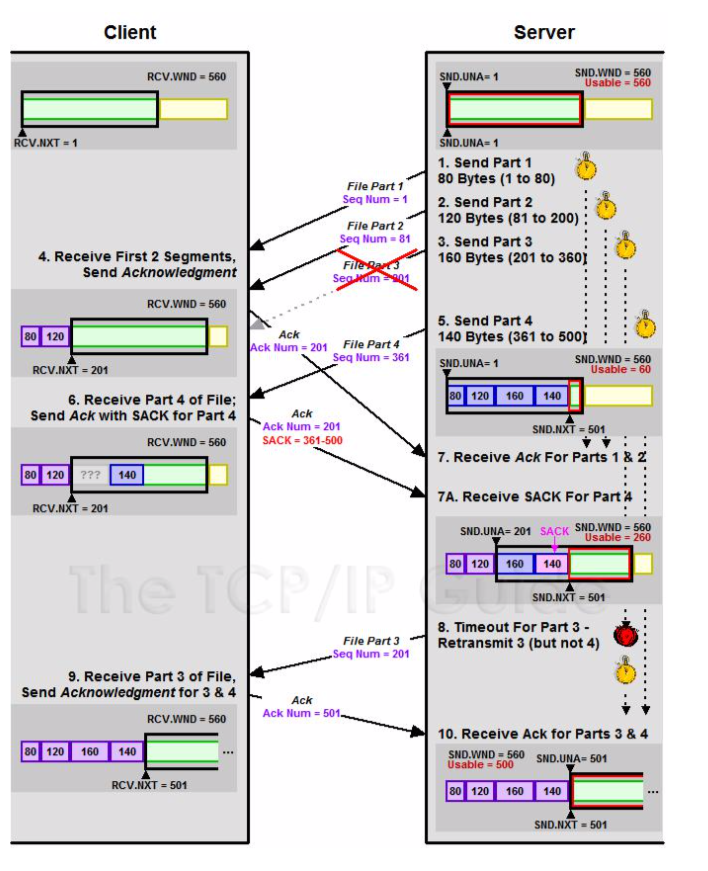 Client
Server
RCV.WND = 560
RCV.NXT = 1
SND.UNA= 1
SND.WND = 560
Usable = 560
SND.UNA= 1
1. Send Part 1
80 Bytes (1 to 80)
File Part 1
Seq Num = 1
2. Send Part 2
120 Bytes (81 to 200)
File Part 2
Seq Num = 81
3. Send Part 3
160 Bytes (201 to 360)
File Part 3
Seq Num = 201
4. Receive First 2 Segments,
Send Acknowledgment
RCV.WND = 560
80 120
RCV.NXT = 201
Ack
Ack Num = 201
File Part 4
Seq Num = 361
5. Send Part 4
140 Bytes (361 to 500)
SND.UNA= 1
SND.WND = 560
Usable = 60
80 120 160 140
SND.NXT = 501
6. Receive Part 4 of File;
Send Ack with SACK for Part 4
Ack
Ack Num = 201
SACK = 361-500
RCV.WND = 560
80 120 ??? 140
RCV.NXT = 201
7. Receive Ack For Parts 1 & 2
7A. Receive SACK For Part 4
SND.UNA= 201
SACK
SND.WND = 560
Usable = 260
80 120 160 140
SND.NXT = 501
The TCP/IP Guide
8. Timeout For Part 3 -
Retransmit 3 (but not 4)
File Part 3
Seq Num = 201
9. Receive Part 3 of File,
Send Acknowledgment for 3 & 4
Ack
Ack Num = 501
RCV.WND = 560
80 120 160 140 ...
RCV.NXT = 501
10. Receive Ack for Parts 3 & 4
SND.WND = 560
Usable = 500
SND.UNA= 501
80 120 160 140 ...
SND.NXT = 501